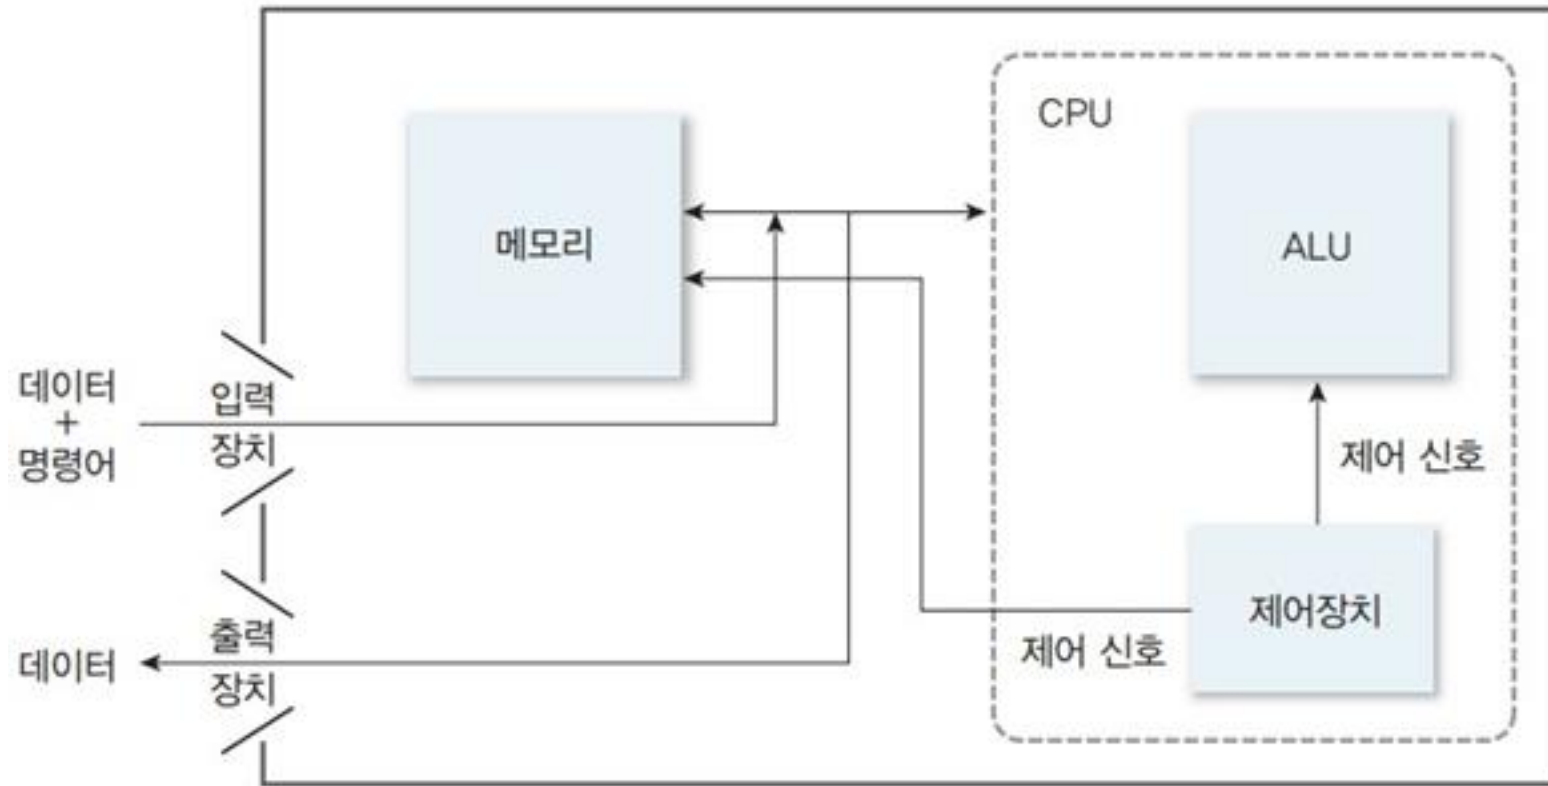 CPU
메모리
ALU
데이터
+
명령어
입력
장치
제어 신호
제어장치
제어 신호
출력
장치
데이터